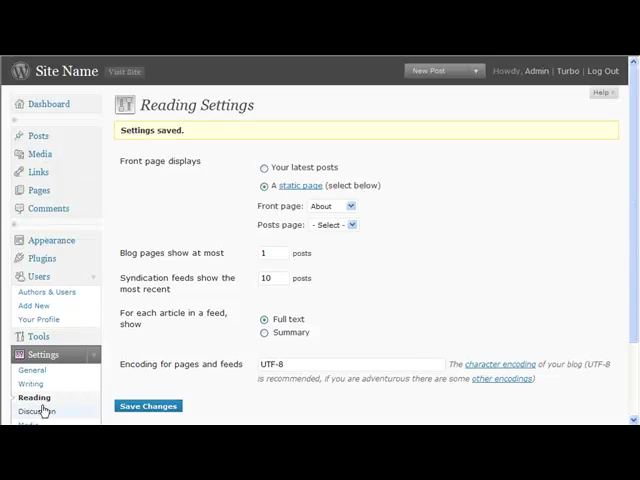 Site Name
Visit Site
New Post
Howdy, Admin | Turbo | Log Out
Help
Dashboard
Posts
Media
Links
Pages
Comments
Appearance
Plugins
Users
Authors & Users
Add New
Your Profile
Tools
Settings
General
Writing
Reading
Discussion
Media
Reading Settings
Settings saved.
Front page displays
Your latest posts
A static page (select below)
Front page: About
Posts page: - Select -
Blog pages show at most 1 posts
Syndication feeds show the
most recent
10 posts
For each article in a feed,
show
Full text
Summary
Encoding for pages and feeds UTF-8 The character encoding of your blog (UTF-8
is recommended, if you are adventurous there are some other encodings)
Save Changes